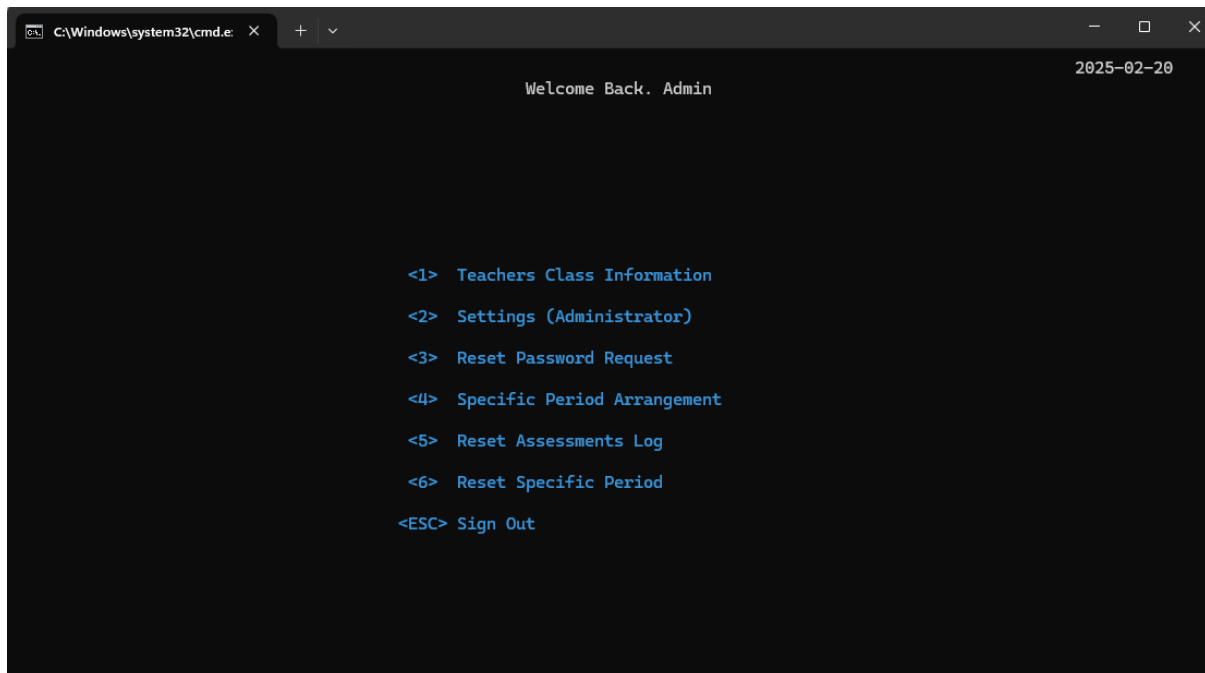 C:\Windows\system32\cmd.e:
2025-02-20
Welcome Back. Admin
<1> Teachers Class Information
<2> Settings (Administrator)
<3> Reset Password Request
<4> Specific Period Arrangement
<5> Reset Assessments Log
<6> Reset Specific Period
<ESC> Sign Out